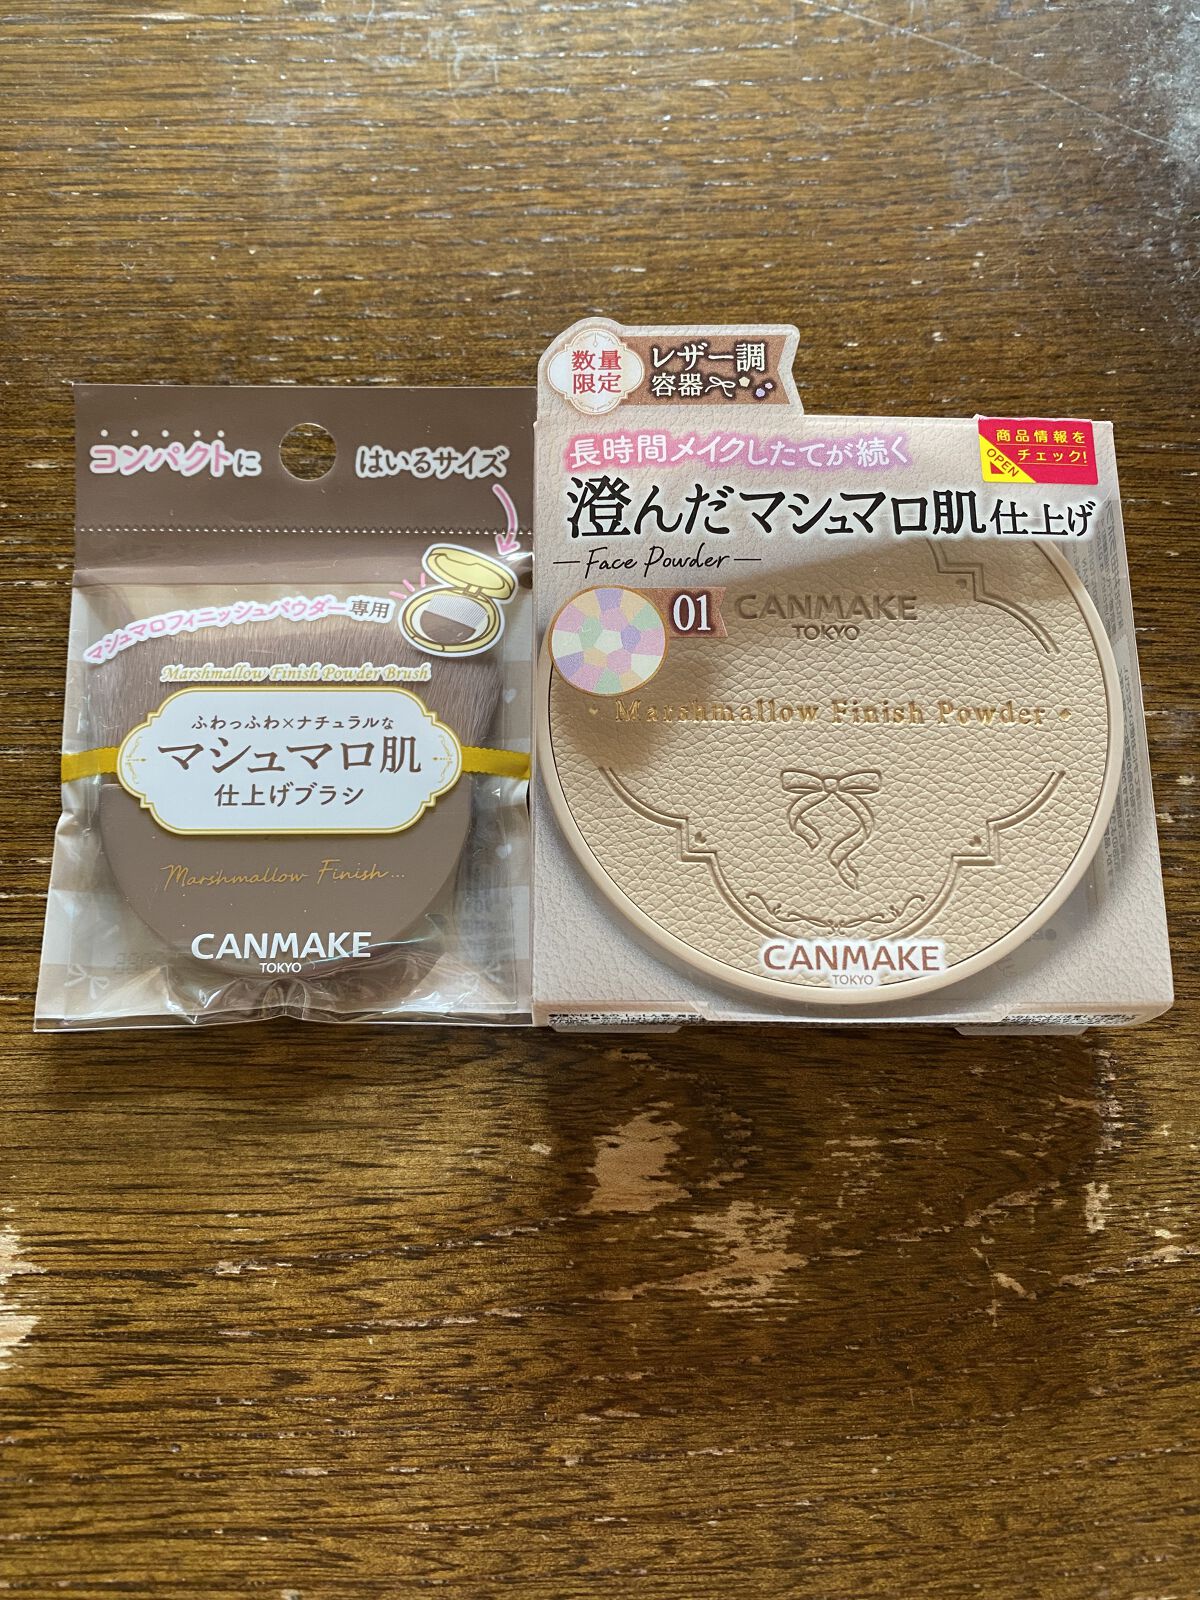 コンパクトに
はいるサイズ
マシュマロフィニッシュパウダー専用
Marshmallow Finish Powder Brush
ふわっふわ×ナチュラルな
マシュマロ肌
仕上げブラシ
Marshmallow Finish...
CANMAKE
TOKYO
数量
限定
レザー調
容器
商品情報を
チェック!
OPEN
長時間メイクしたてが続く
澄んだマシュマロ肌仕上げ
Face Powder
01
CANMAKE
TOKYO
Marshmallow Finish Powder
CANMAKE
TOKYO